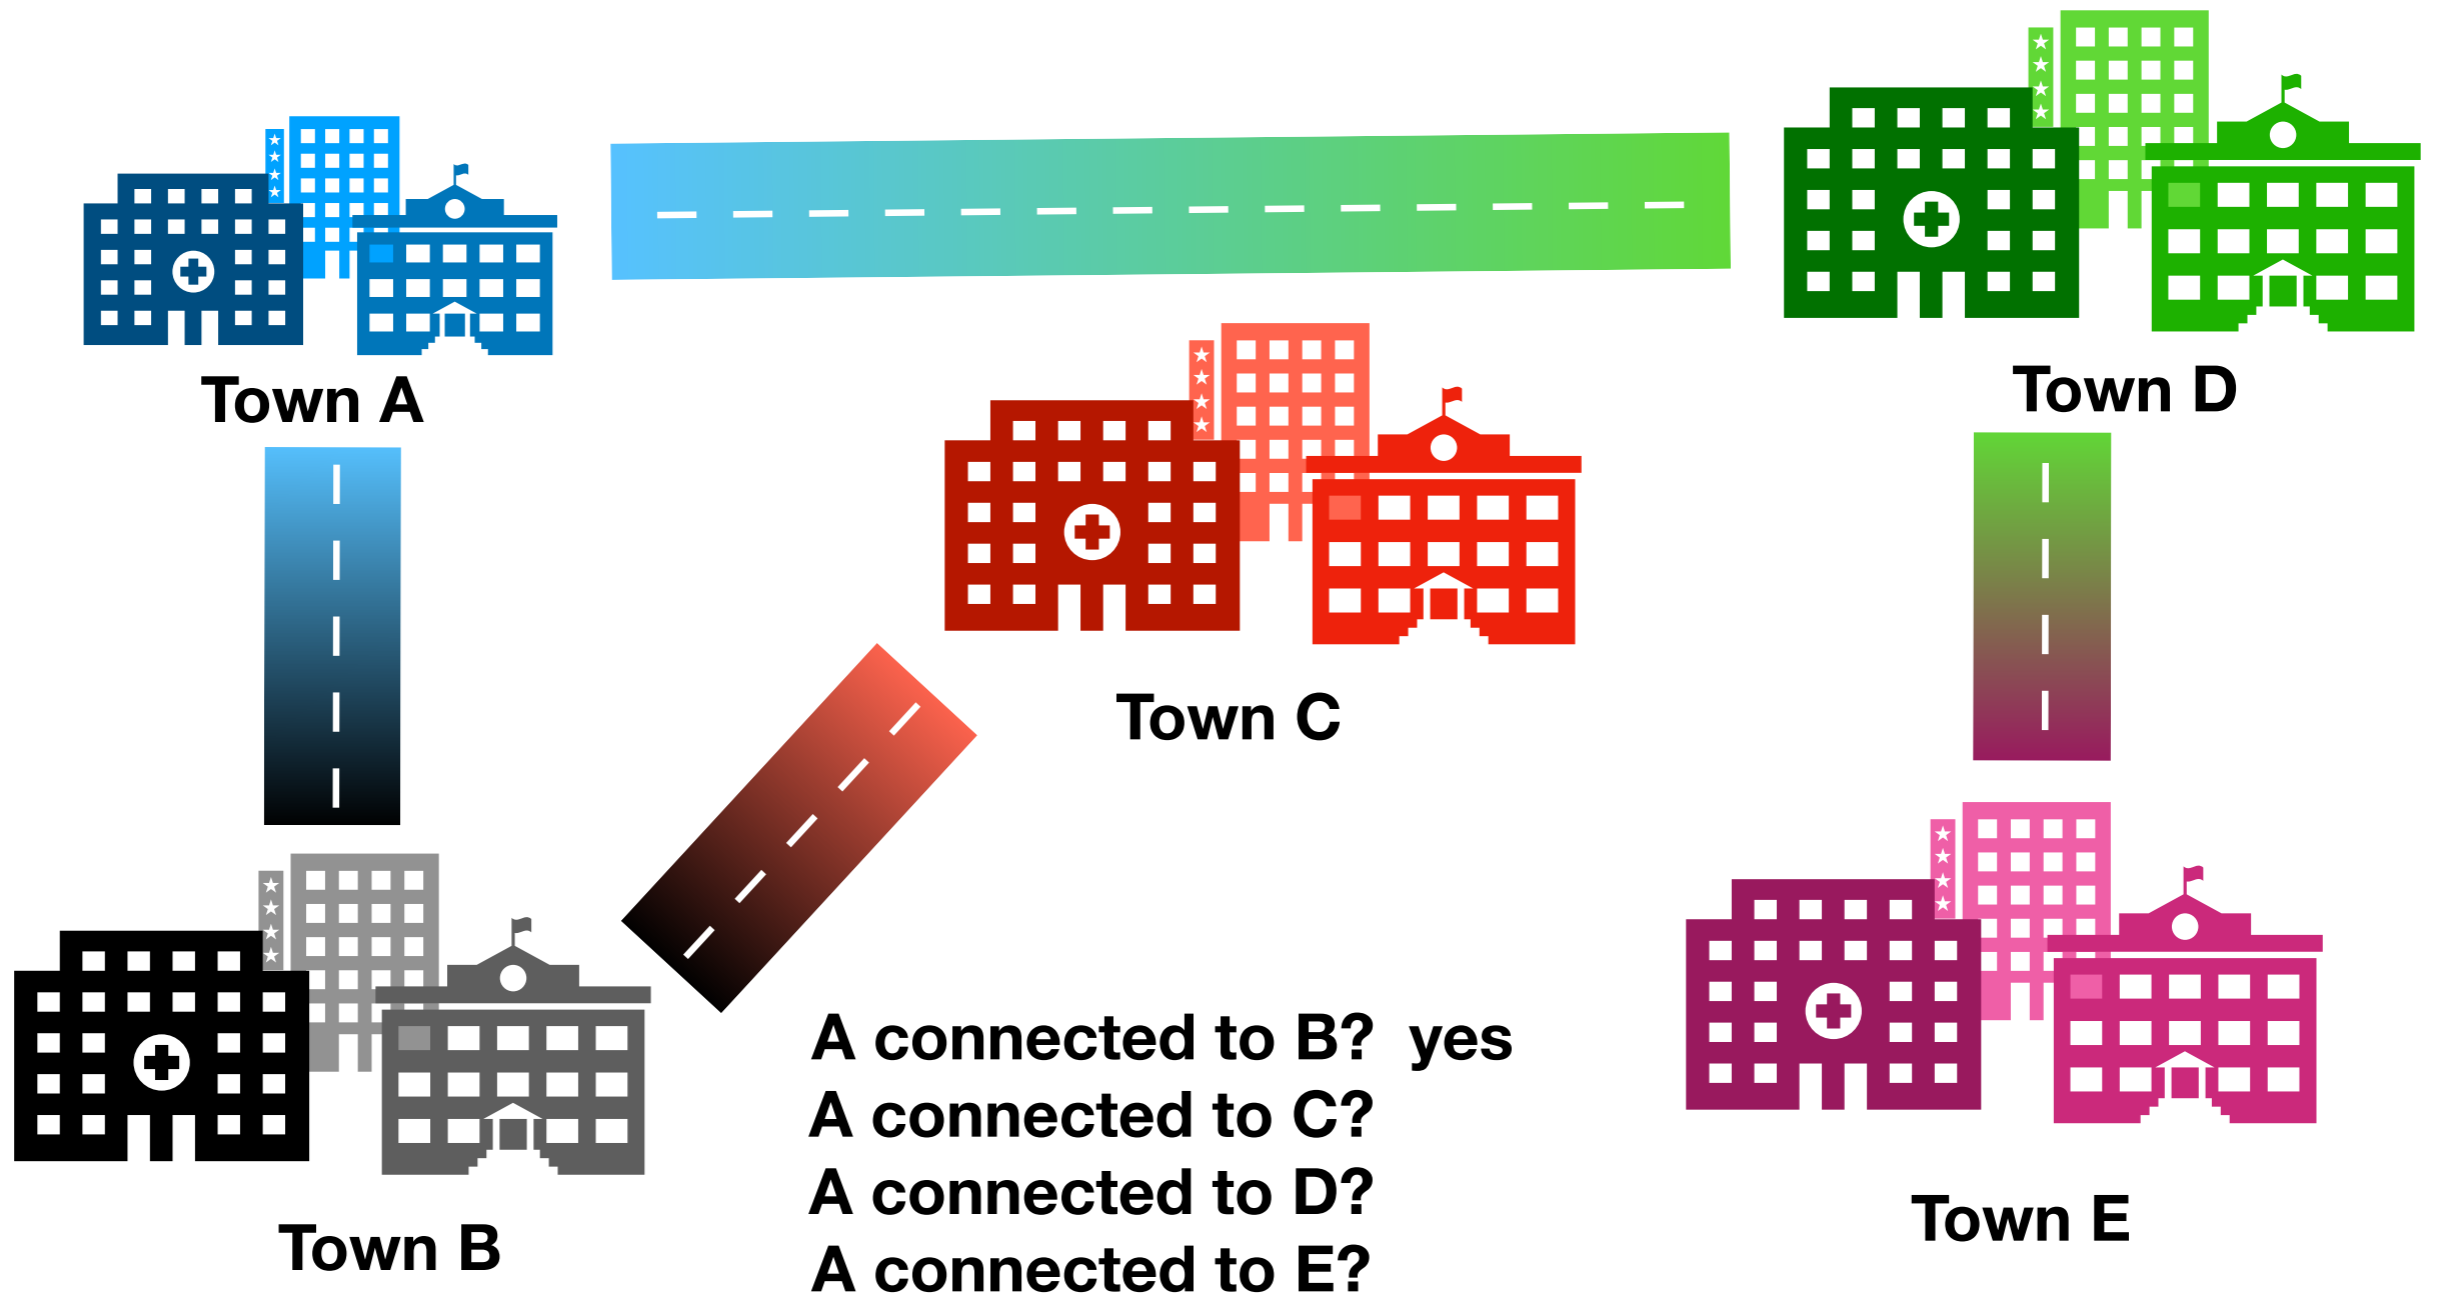 Town A
Town D
Town C
Town B
Town E
A connected to B? yes
A connected to C?
A connected to D?
A connected to E?